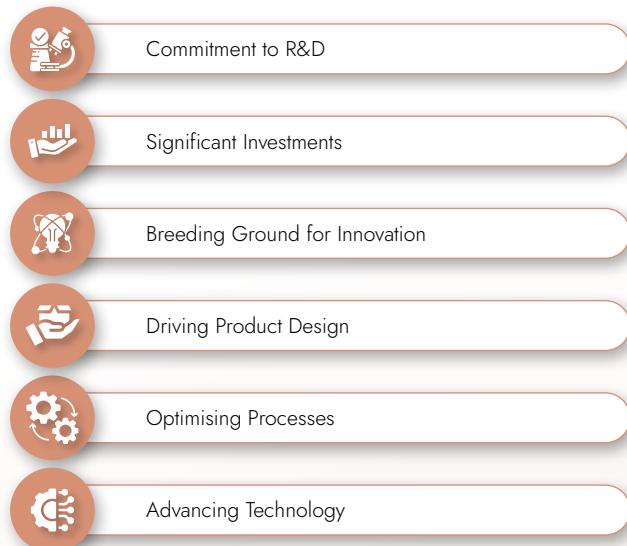 Commitment to R&D
Significant Investments
Breeding Ground for Innovation
Driving Product Design
Optimising Processes
Advancing Technology